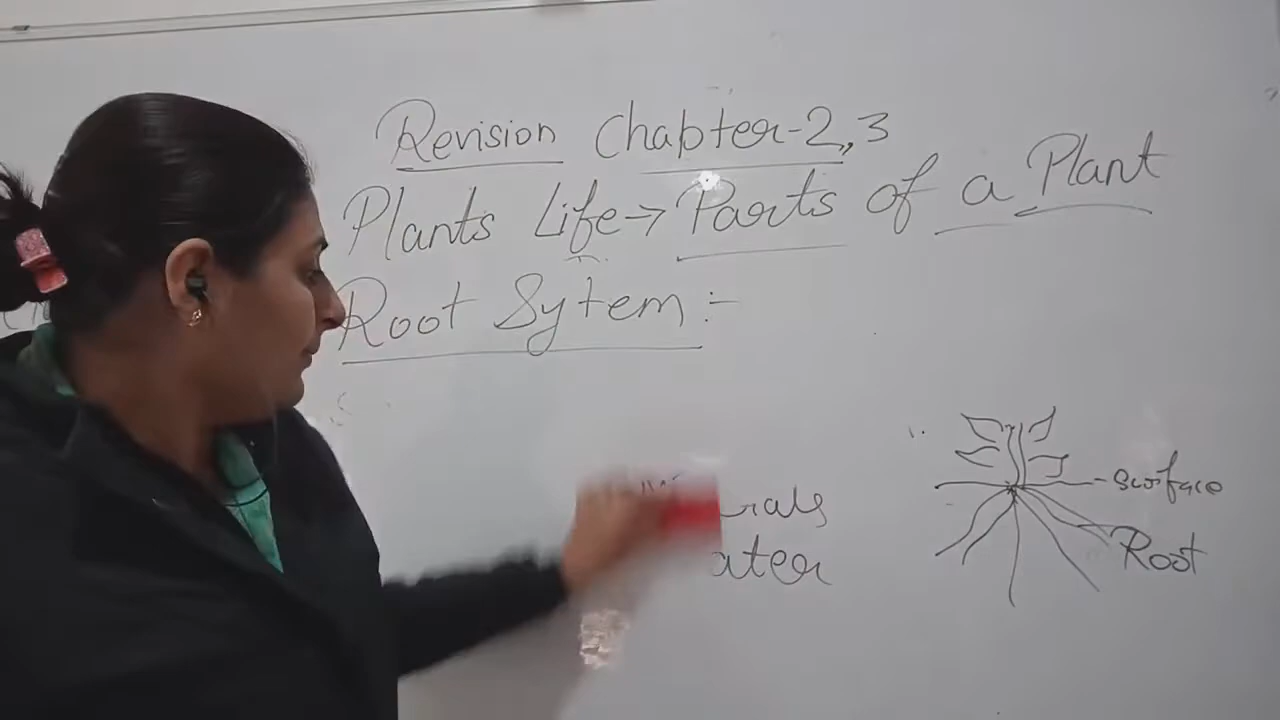 Revision Chapter-2,3
Plants Life→ Parts of a Plant
Root Sytem :-
surface
Root